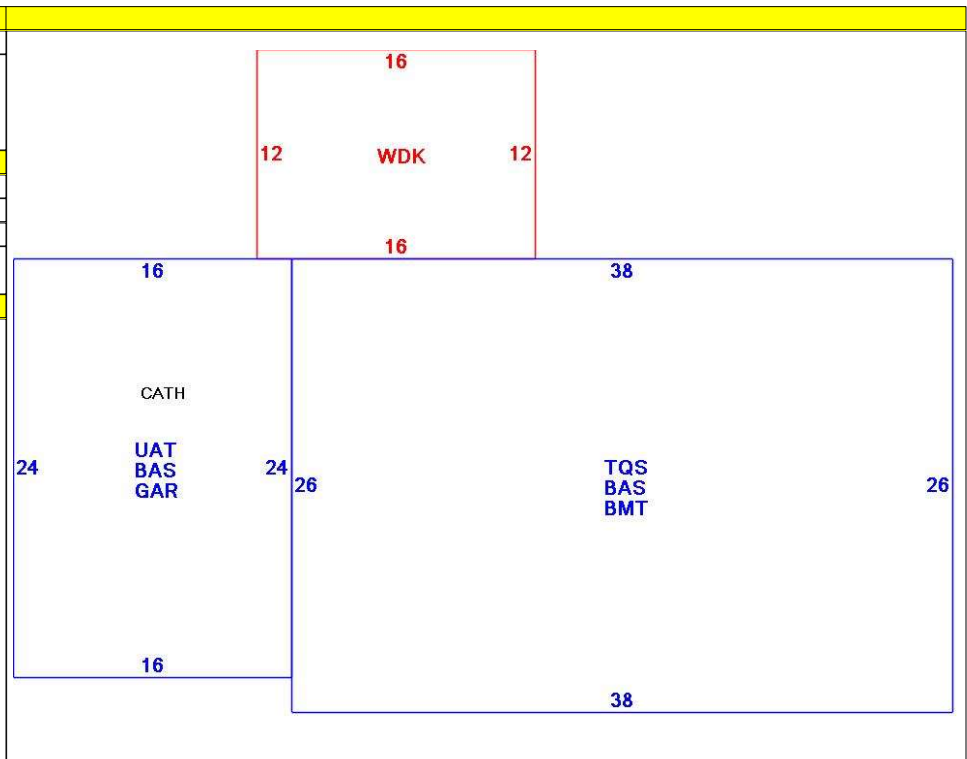 16
12 WDK 12
16
16 38
CATH
UAT
BAS
GAR
24 24
26 26
TQS
BAS
BMT
16
38